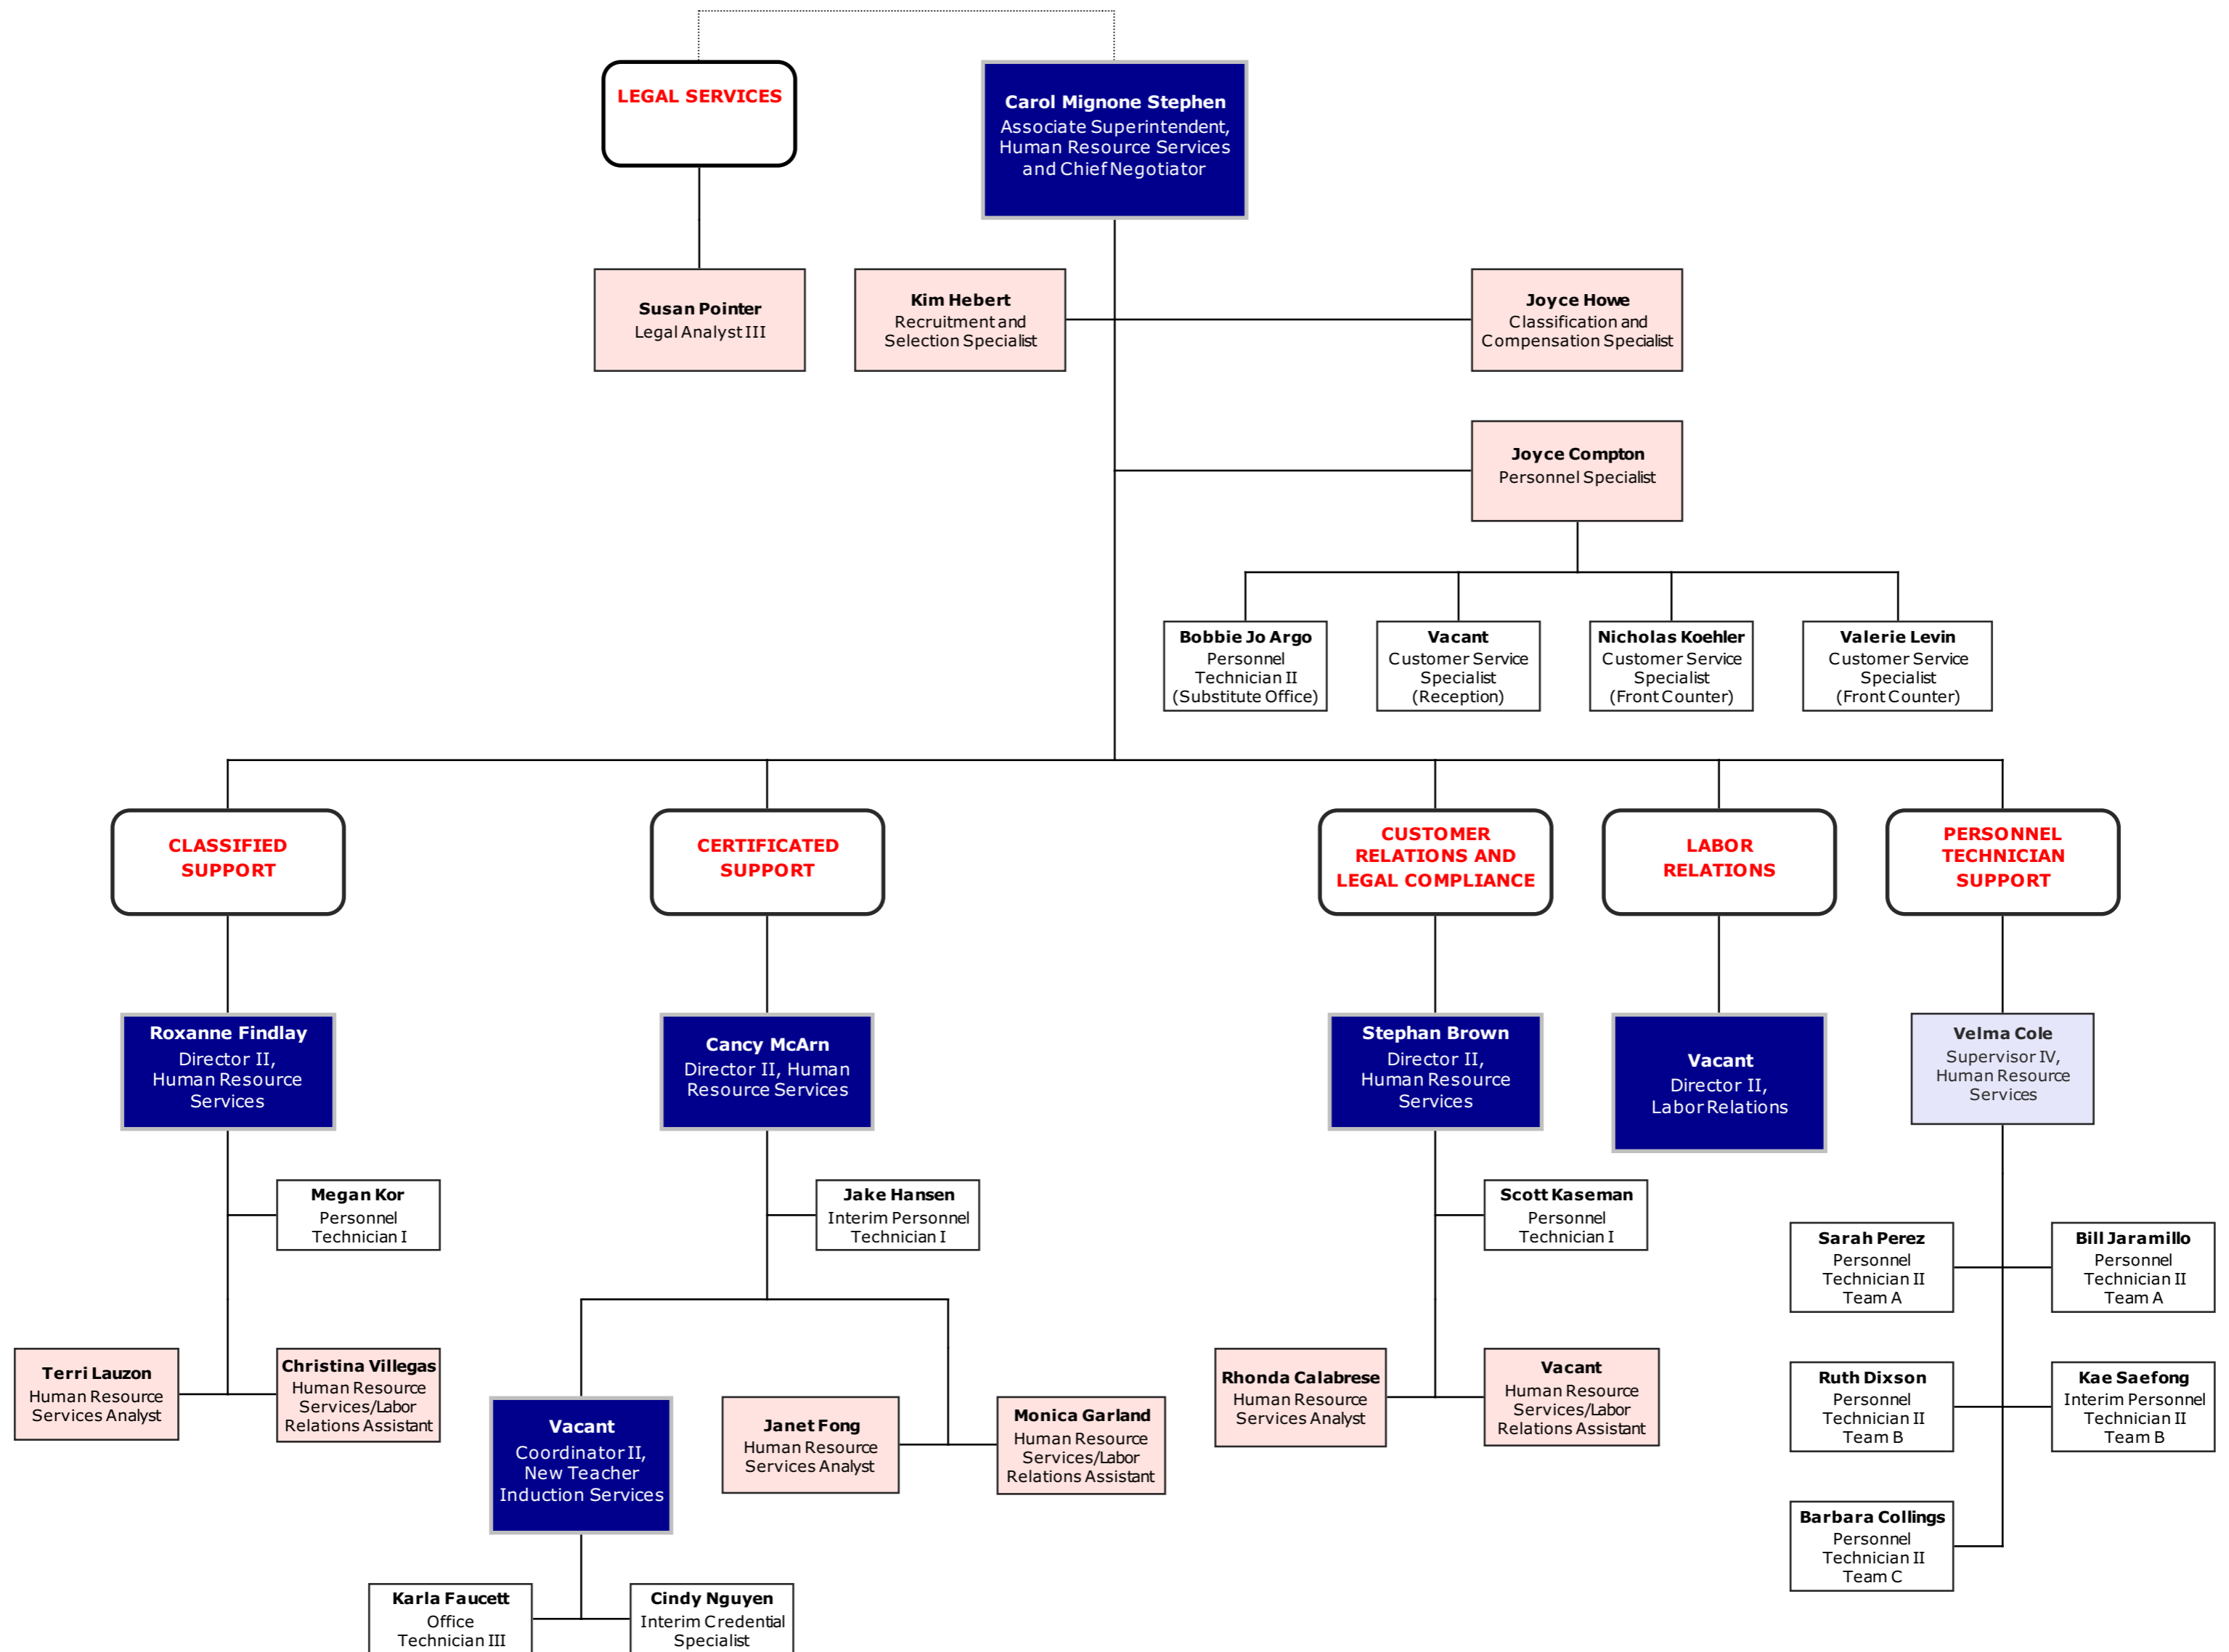 LEGAL SERVICES
Carol Mignone Stephen
Associate Superintendent,
Human Resource Services
and Chief Negotiator
Susan Pointer
Legal Analyst III
Kim Hebert
Recruitment and
Selection Specialist
Joyce Howe
Classification and
Compensation Specialist
Joyce Compton
Personnel Specialist
Bobbie Jo Argo
Personnel
Technician II
(Substitute Office)
Vacant
Customer Service
Specialist
(Reception)
Nicholas Koehler
Customer Service
Specialist
(Front Counter)
Valerie Levin
Customer Service
Specialist
(Front Counter)
CLASSIFIED
SUPPORT
CERTIFICATED
SUPPORT
CUSTOMER
RELATIONS AND
LEGAL COMPLIANCE
LABOR
RELATIONS
PERSONNEL
TECHNICIAN
SUPPORT
Roxanne Findlay
Director II,
Human Resource
Services
Cancy McArn
Director II, Human
Resource Services
Stephan Brown
Director II,
Human Resource
Services
Vacant
Director II,
Labor Relations
Velma Cole
Supervisor IV,
Human Resource
Services
Megan Kor
Personnel
Technician I
Jake Hansen
Interim Personnel
Technician I
Scott Kaseman
Personnel
Technician I
Sarah Perez
Personnel
Technician II
Team A
Bill Jaramillo
Personnel
Technician II
Team A
Terri Lauzon
Human Resource
Services Analyst
Christina Villegas
Human Resource
Services/Labor
Relations Assistant
Vacant
Coordinator II,
New Teacher
Induction Services
Janet Fong
Human Resource
Services Analyst
Monica Garland
Human Resource
Services/Labor
Relations Assistant
Rhonda Calabrese
Human Resource
Services Analyst
Vacant
Human Resource
Services/Labor
Relations Assistant
Ruth Dixson
Personnel
Technician II
Team B
Kae Saefong
Interim Personnel
Technician II
Team B
Barbara Collings
Personnel
Technician II
Team C
Karla Faucett
Office
Technician III
Cindy Nguyen
Interim Credential
Specialist